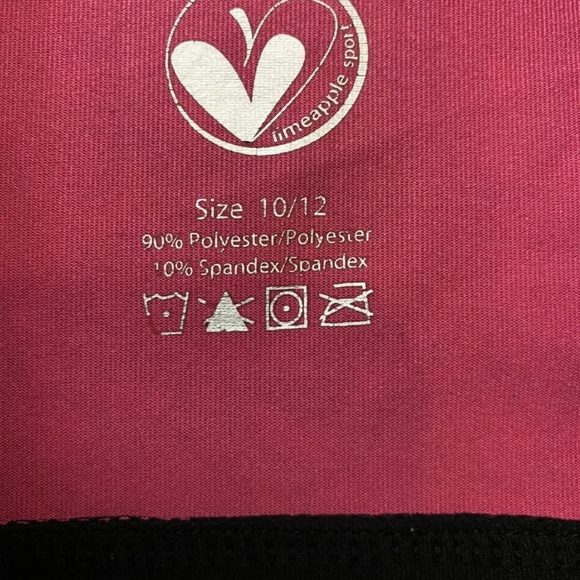 limeapple sport
Size 10/12
90% Polyester/Polyester
10% Spandex/Spandex